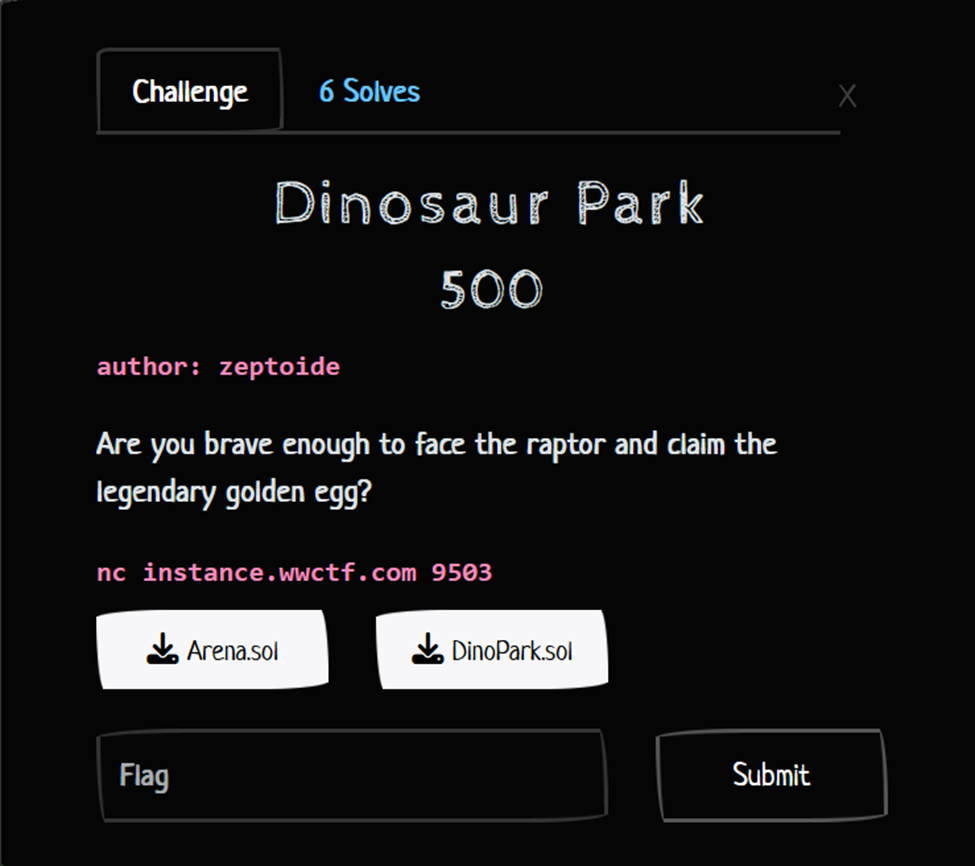 Challenge
6 Solves
X
Dinosaur Park
500
author: zeptoide
Are you brave enough to face the raptor and claim the
legendary golden egg?
nc instance.wwctf.com 9503
Arena.sol
DinoPark.sol
Flag
Submit